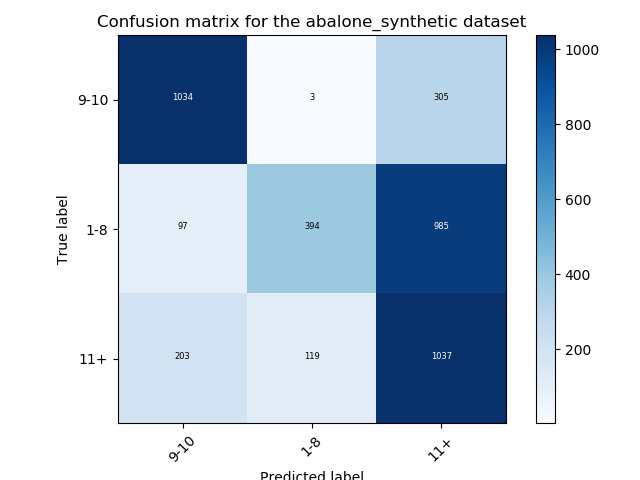 Confusion matrix for the abalone_synthetic dataset
9-10 1034 3 305
1-8 97 394 985
11+ 203 119 1037
9-10 1-8 11+
True label
Predicted label
1000
800
600
400
200